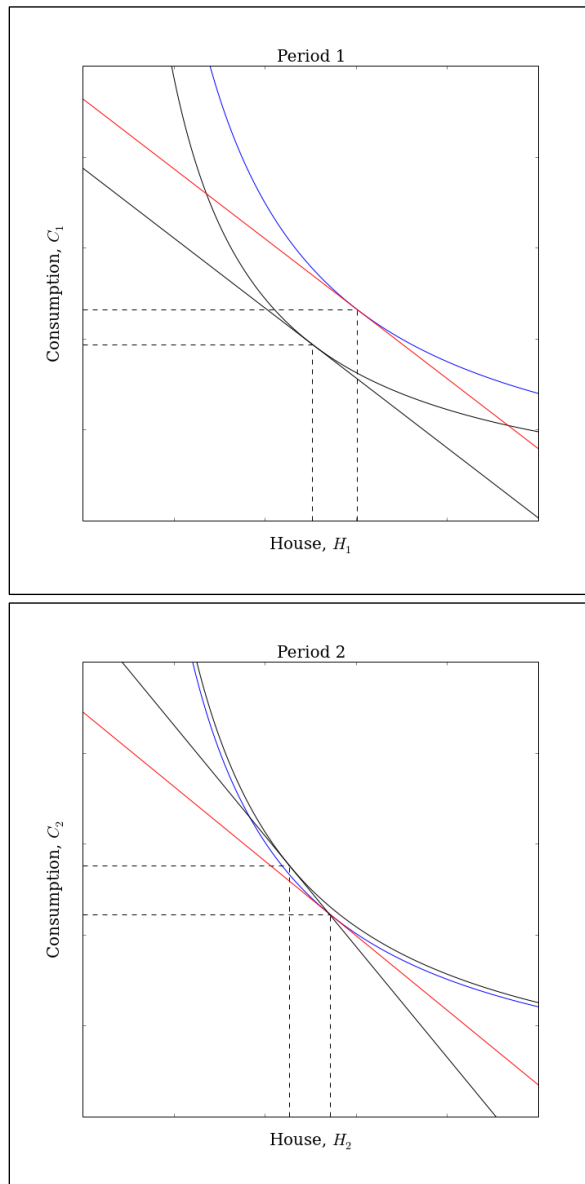 Period 1
Consumption, C₁
House, H₁
Period 2
Consumption, C₂
House, H₂